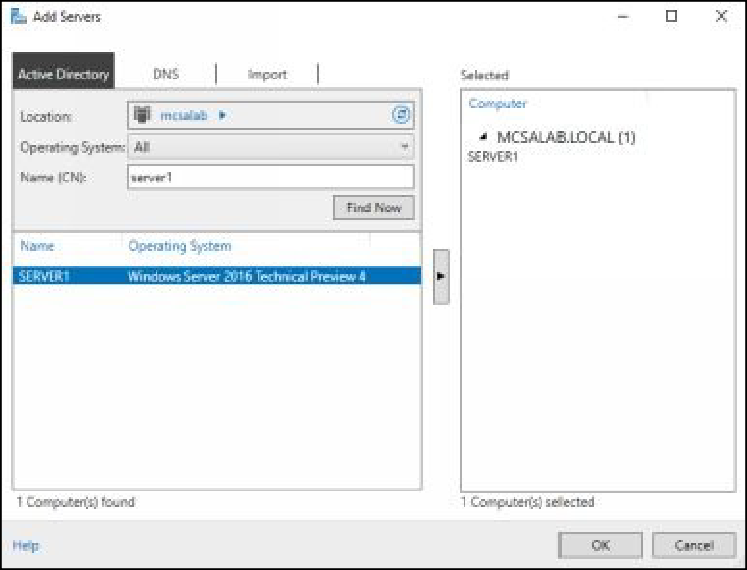 Add Servers
Active Directory
DNS
Import
Location:
mcsalab
Operating System:
All
Name (CN):
server1
Find Now
Name
Operating System
SERVER1
Windows Server 2016 Technical Preview 4
1 Computer(s) found
Selected
Computer
MCSALAB.LOCAL (1)
SERVER1
1 Computer(s) selected
Help
OK
Cancel